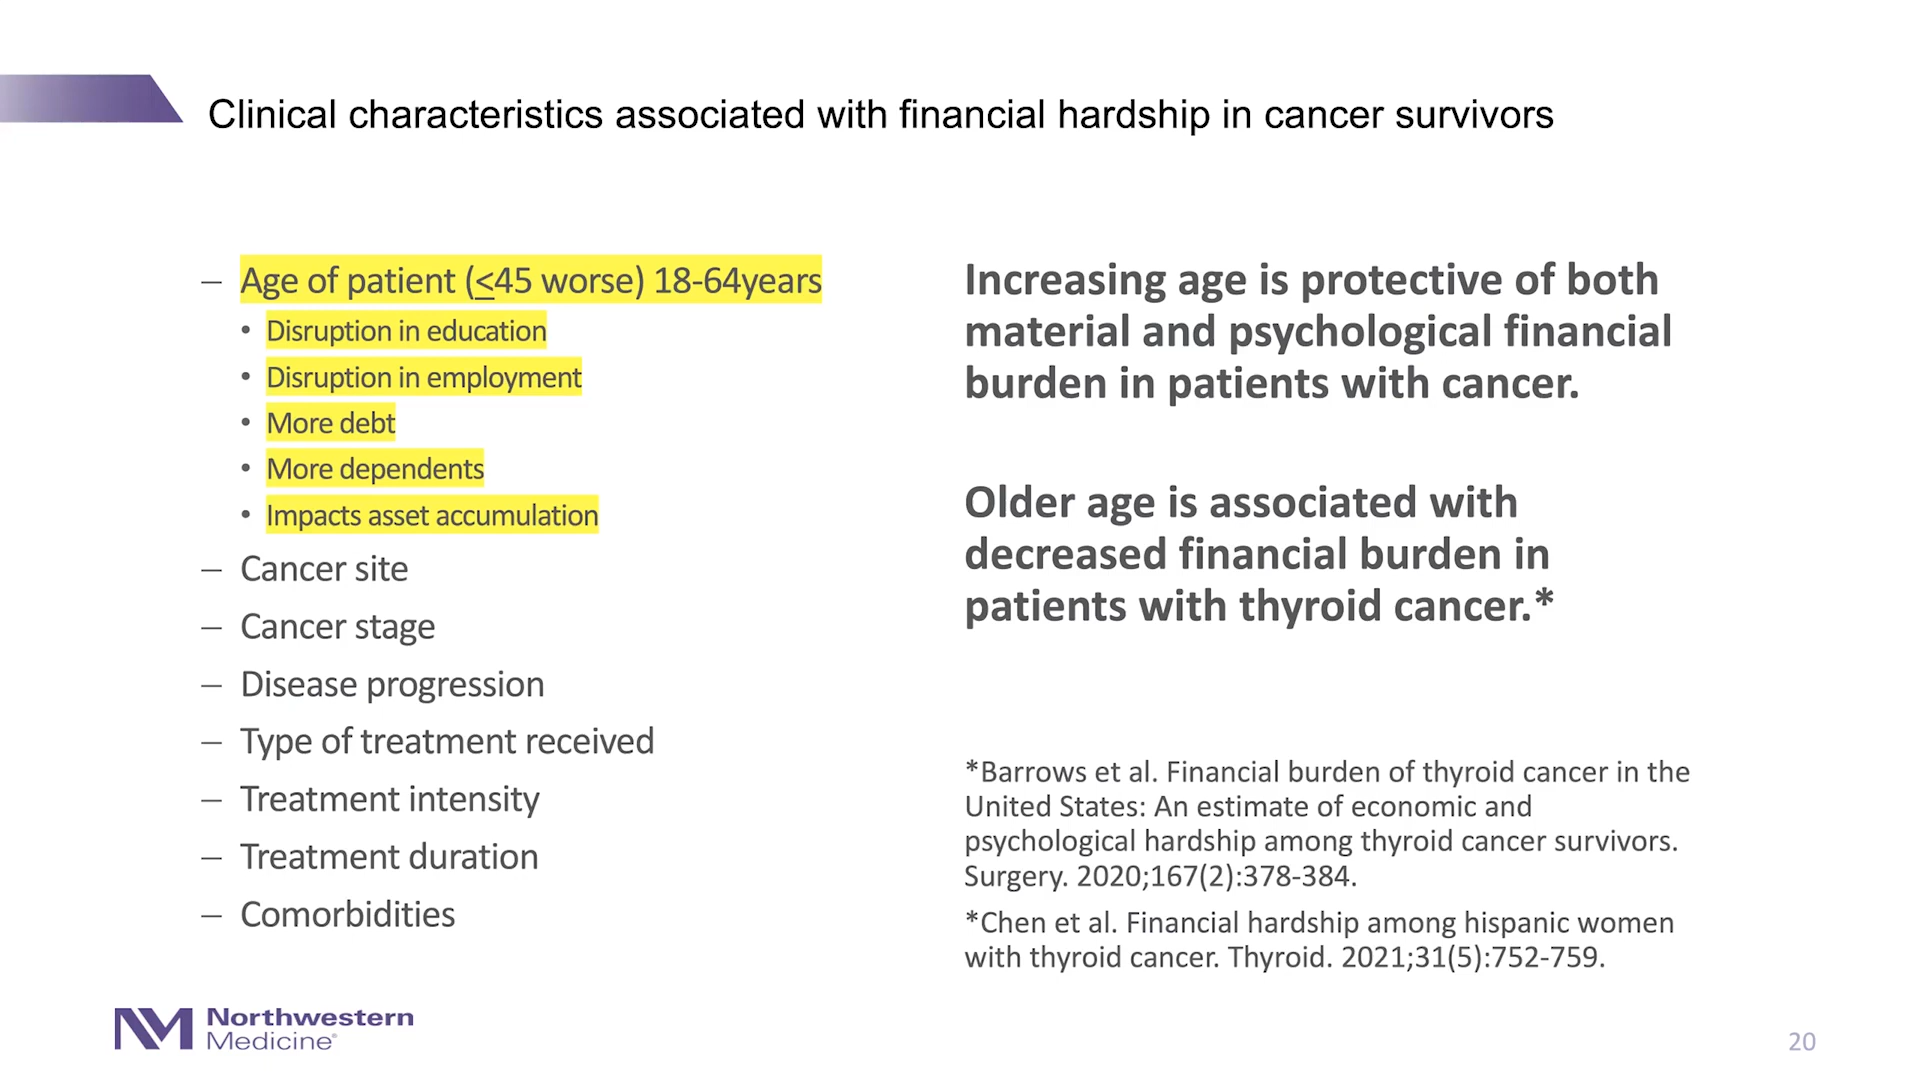 Clinical characteristics associated with financial hardship in cancer survivors
– Age of patient (≤45 worse) 18-64years
• Disruption in education
• Disruption in employment
• More debt
• More dependents
• Impacts asset accumulation
– Cancer site
– Cancer stage
– Disease progression
– Type of treatment received
– Treatment intensity
– Treatment duration
– Comorbidities
Increasing age is protective of both
material and psychological financial
burden in patients with cancer.
Older age is associated with
decreased financial burden in
patients with thyroid cancer.*
*Barrows et al. Financial burden of thyroid cancer in the
United States: An estimate of economic and
psychological hardship among thyroid cancer survivors.
Surgery. 2020;167(2):378-384.
*Chen et al. Financial hardship among hispanic women
with thyroid cancer. Thyroid. 2021;31(5):752-759.
NM Northwestern
Medicine®
20